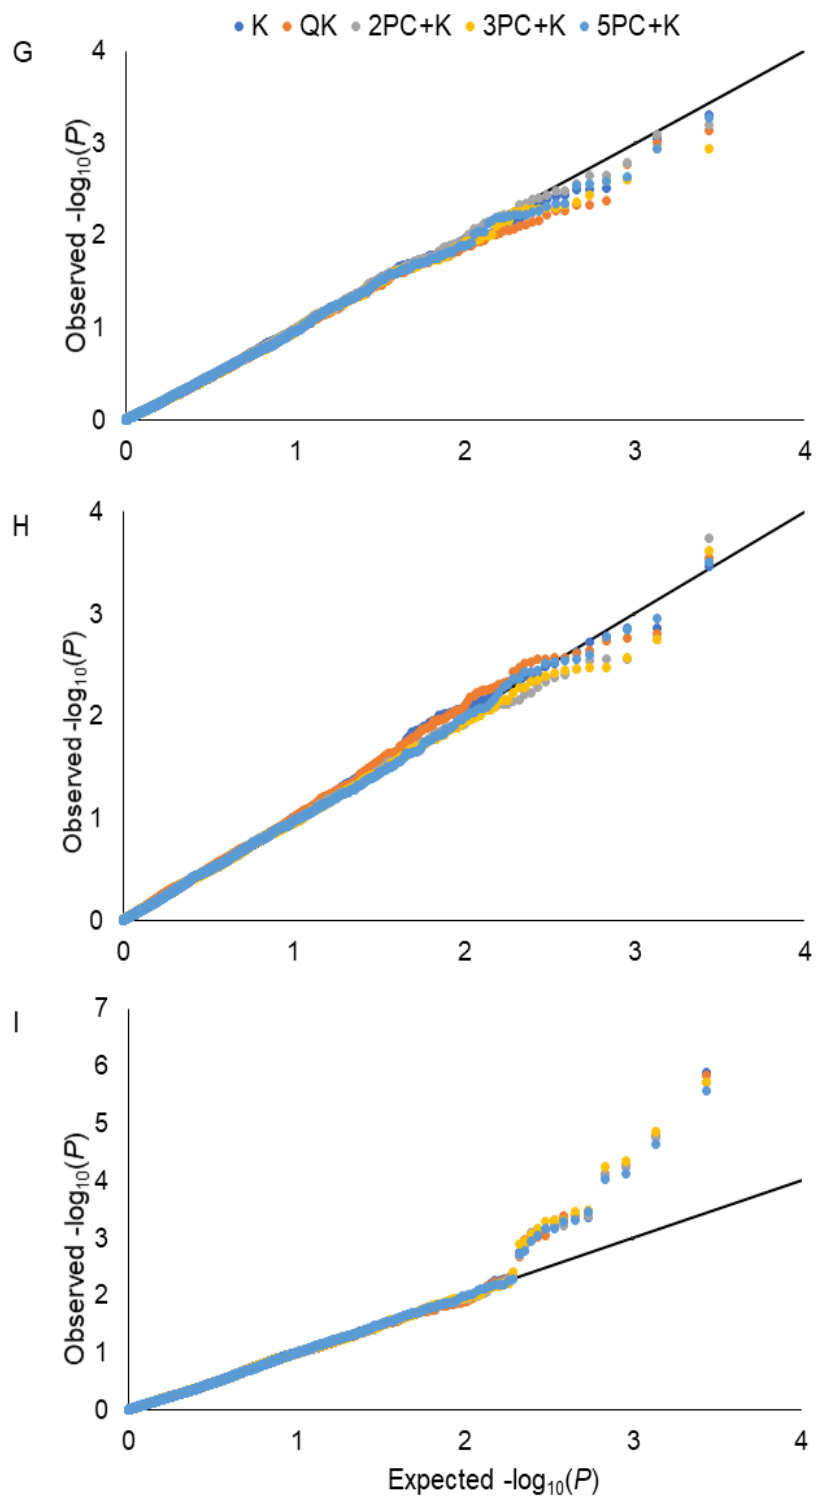 K QK 2PC+K 3PC+K 5PC+K
G
4
3
2
1
0
Observed -log₁₀(P)
0 1 2 3 4
H
4
3
2
1
0
Observed -log₁₀(P)
0 1 2 3 4
I
7
6
5
4
3
2
1
0
Observed -log₁₀(P)
0 1 2 3 4
Expected -log₁₀(P)